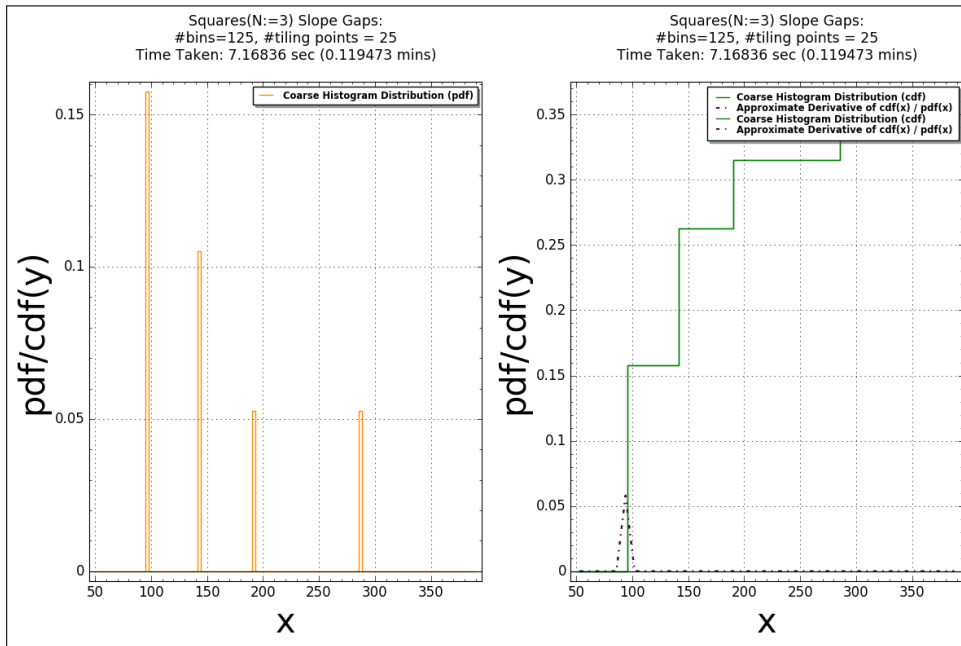 Squares(N:=3) Slope Gaps:
#bins=125, #tiling points = 25
Time Taken: 7.16836 sec (0.119473 mins)
Coarse Histogram Distribution (pdf)
0.15
0.1
0.05
0
pdf/cdf(y)
50 100 150 200 250 300 350
x
Squares(N:=3) Slope Gaps:
#bins=125, #tiling points = 25
Time Taken: 7.16836 sec (0.119473 mins)
Coarse Histogram Distribution (cdf)
Approximate Derivative of cdf(x) / pdf(x)
Coarse Histogram Distribution (cdf)
Approximate Derivative of cdf(x) / pdf(x)
0.35
0.3
0.25
0.2
0.15
0.1
0.05
0
pdf/cdf(y)
50 100 150 200 250 300 350
x